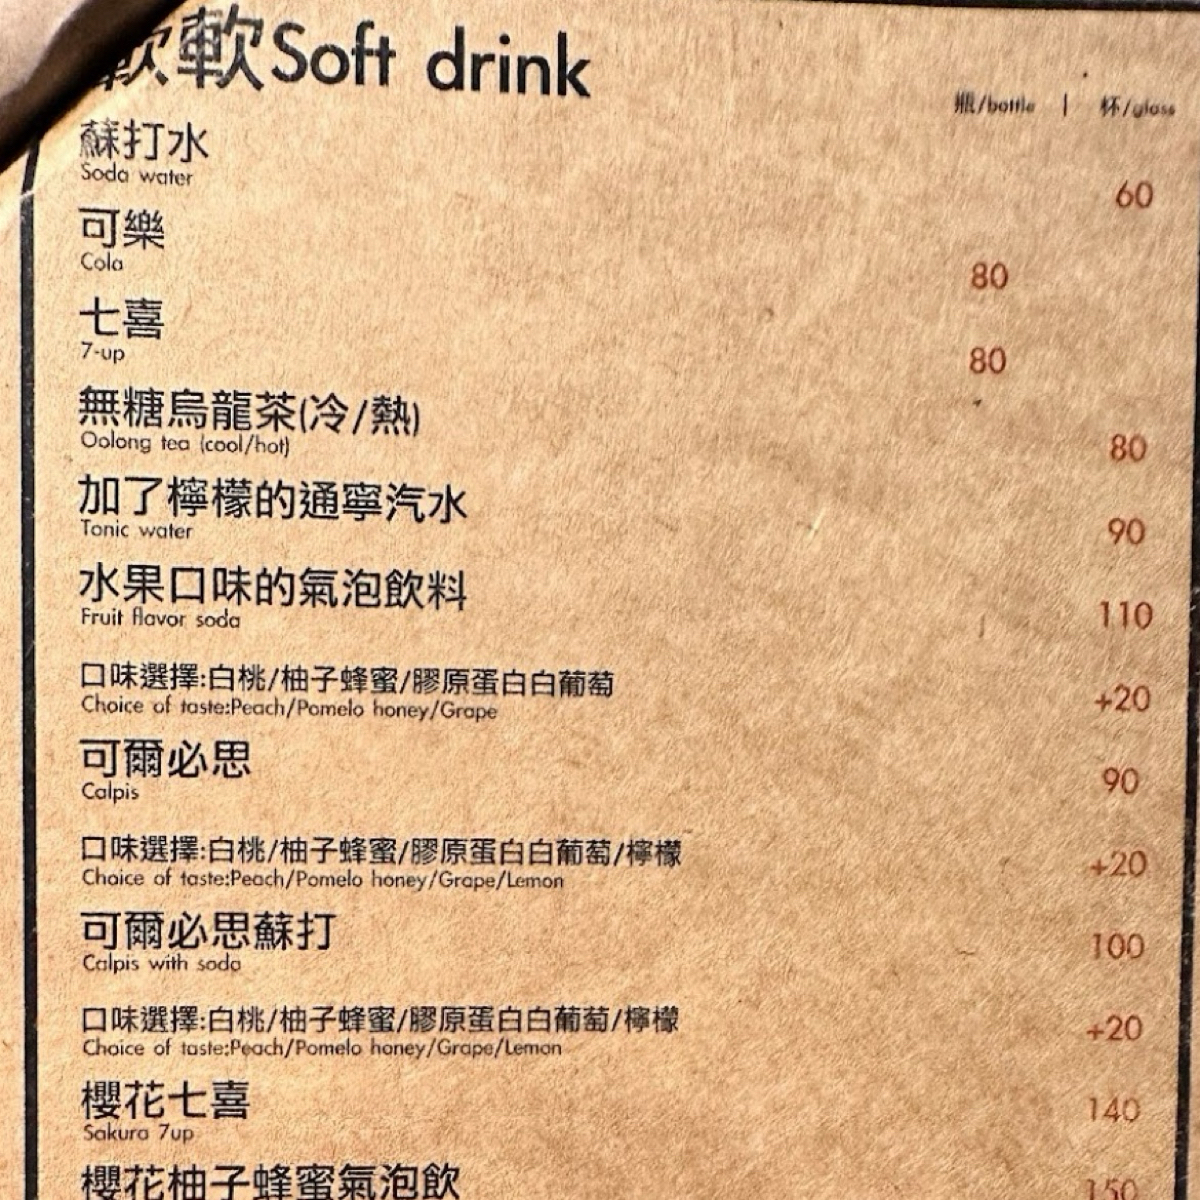 軟軟Soft drink
瓶/bottle | 杯/glass
蘇打水
Soda water
60
可樂
Cola
80
七喜
7-up
80
無糖烏龍茶(冷/熱)
Oolong tea (cool/hot)
80
加了檸檬的通寧汽水
Tonic water
90
水果口味的氣泡飲料
Fruit flavor soda
110
口味選擇:白桃/柚子蜂蜜/膠原蛋白白葡萄
Choice of taste:Peach/Pomelo honey/Grape
+20
可爾必思
Calpis
90
口味選擇:白桃/柚子蜂蜜/膠原蛋白白葡萄/檸檬
Choice of taste:Peach/Pomelo honey/Grape/Lemon
+20
可爾必思蘇打
Calpis with soda
100
口味選擇:白桃/柚子蜂蜜/膠原蛋白白葡萄/檸檬
Choice of taste:Peach/Pomelo honey/Grape/Lemon
+20
櫻花七喜
Sakura 7up
140
櫻花柚子蜂蜜氣泡飲
150